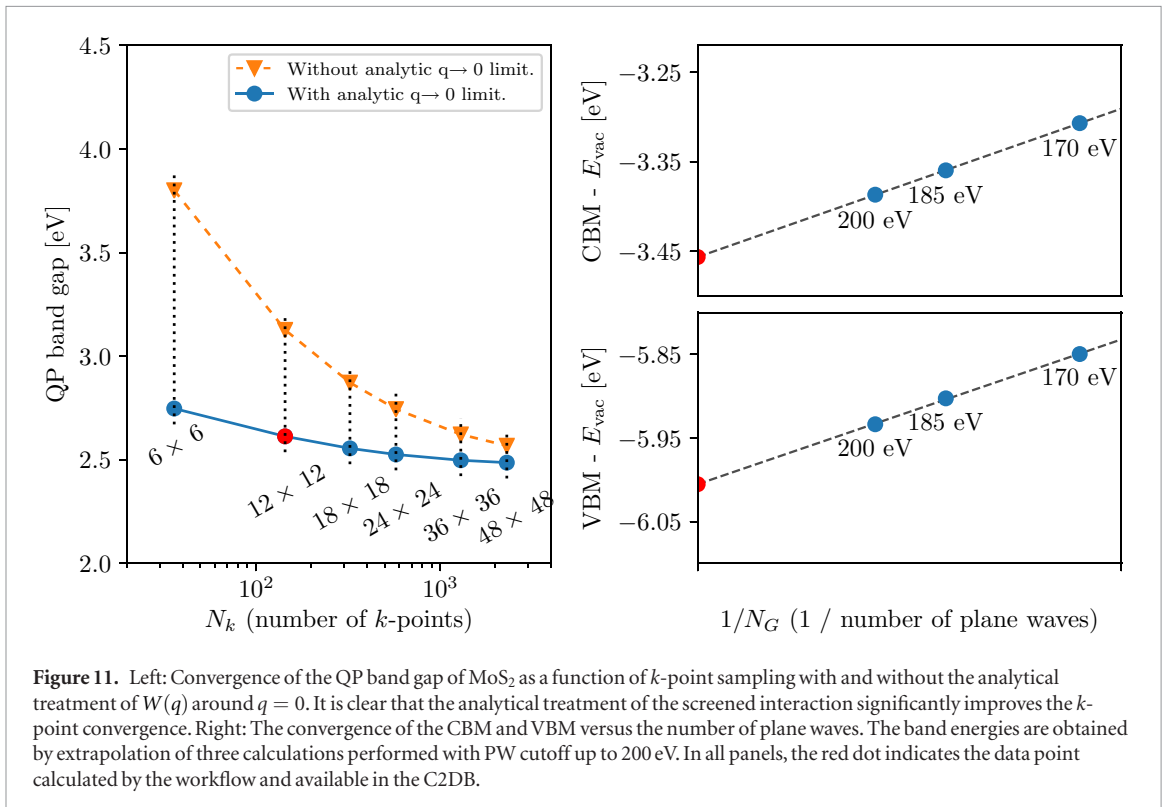 4.5
4.0
3.5
3.0
2.5
2.0
QP band gap [eV]
Without analytic q→ 0 limit.
With analytic q→ 0 limit.
6 × 6
12 × 12
18 × 18
24 × 24
36 × 36
48 × 48
10²
10³
N_k (number of k-points)
−3.25
−3.35
−3.45
CBM - E_vac [eV]
170 eV
185 eV
200 eV
−5.85
−5.95
−6.05
VBM - E_vac [eV]
170 eV
185 eV
200 eV
1/N_G (1 / number of plane waves)
Figure 11. Left: Convergence of the QP band gap of MoS₂ as a function of k-point sampling with and without the analytical
treatment of W(q) around q = 0. It is clear that the analytical treatment of the screened interaction significantly improves the k-
point convergence. Right: The convergence of the CBM and VBM versus the number of plane waves. The band energies are obtained
by extrapolation of three calculations performed with PW cutoff up to 200 eV. In all panels, the red dot indicates the data point
calculated by the workflow and available in the C2DB.